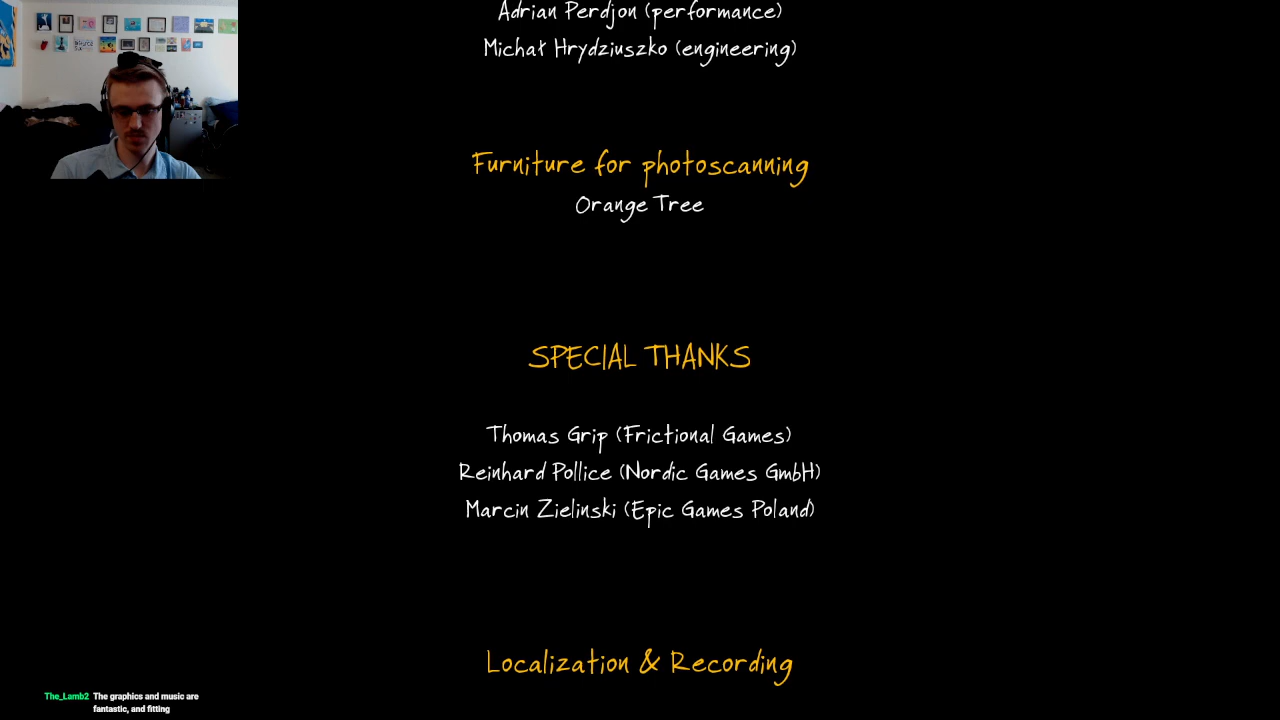 Adrian Perdjon (performance)
Michał Hrydziuszko (engineering)
Furniture for photoscanning
Orange Tree
SPECIAL THANKS
Thomas Grip (Frictional Games)
Reinhard Pollice (Nordic Games GmbH)
Marcin Zielinski (Epic Games Poland)
Localization & Recording
The_Lamb2 The graphics and music are
fantastic, and fitting